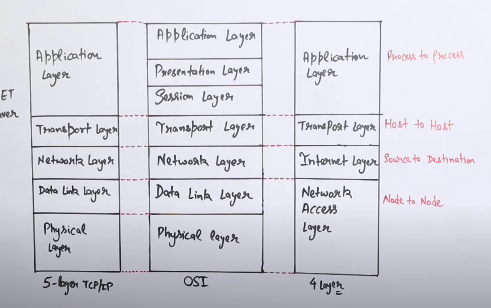 Application Layer
Presentation Layer
Session Layer
Application
Layer
Application
Layer
Process to Process
ET
Transport Layer
Transport Layer
Transport Layer
Host to Host
Network Layer
Network Layer
Internet Layer
Source to Destination
Data Link Layer
Data Link Layer
Network
Access
Layer
Node to Node
Physical
Layer
Physical layer
5-layer TCP/IP
OSI
4 Layer